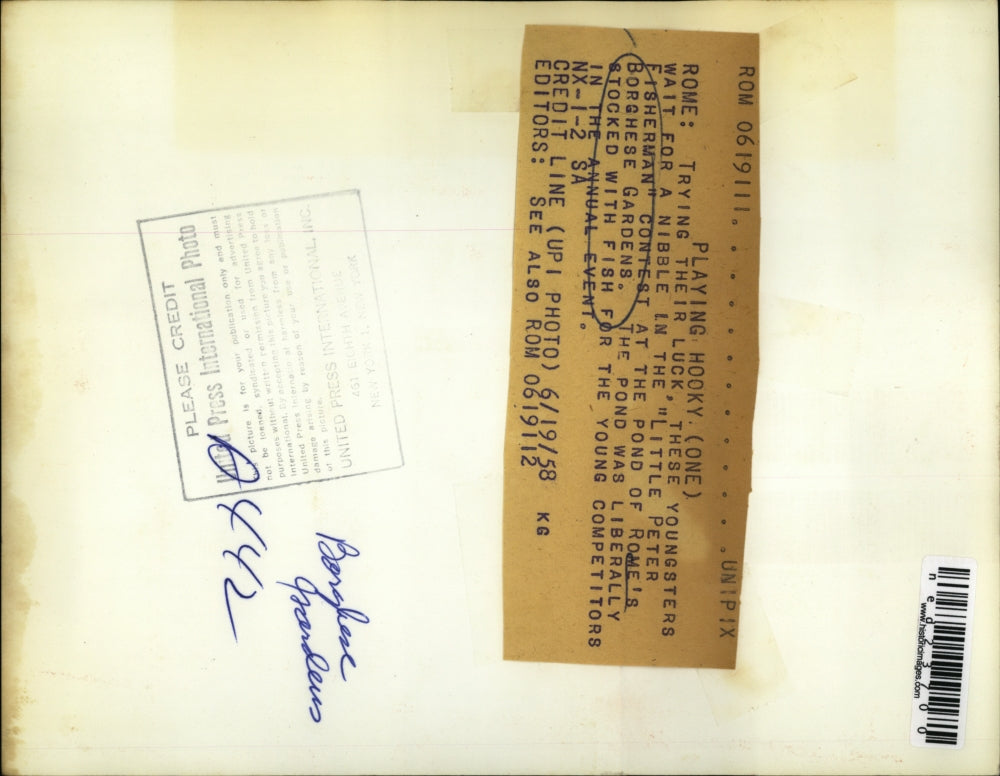 ROM 0619111. . . . . . . . . . . . UNIPIX
PLAYING HOOKY. (ONE)
ROME: TRYING THEIR LUCK, THESE YOUNGSTERS
WAIT FOR A NIBBLE IN THE "LITTLE PETER
FISHERMAN" CONTEST AT THE POND OF ROME'S
BORGHESE GARDENS. THE POND WAS LIBERALLY
STOCKED WITH FISH FOR THE YOUNG COMPETITORS
IN THE ANNUAL EVENT.
NX-1-2 SA
CREDIT LINE (UPI PHOTO) 6/19/58 KG
EDITORS: SEE ALSO ROM 0619112
PLEASE CREDIT
United Press International Photo
This picture is for your publication only and must
not be loaned, syndicated or used for advertising
purposes without written permission from United Press
International. By accepting this picture you agree to hold
United Press International harmless from any loss or
damage arising by reason of your use or publication
of this picture.
UNITED PRESS INTERNATIONAL, INC.
461 EIGHTH AVENUE
NEW YORK 1, NEW YORK
442
Borghese
Gardens
www.historicimages.com